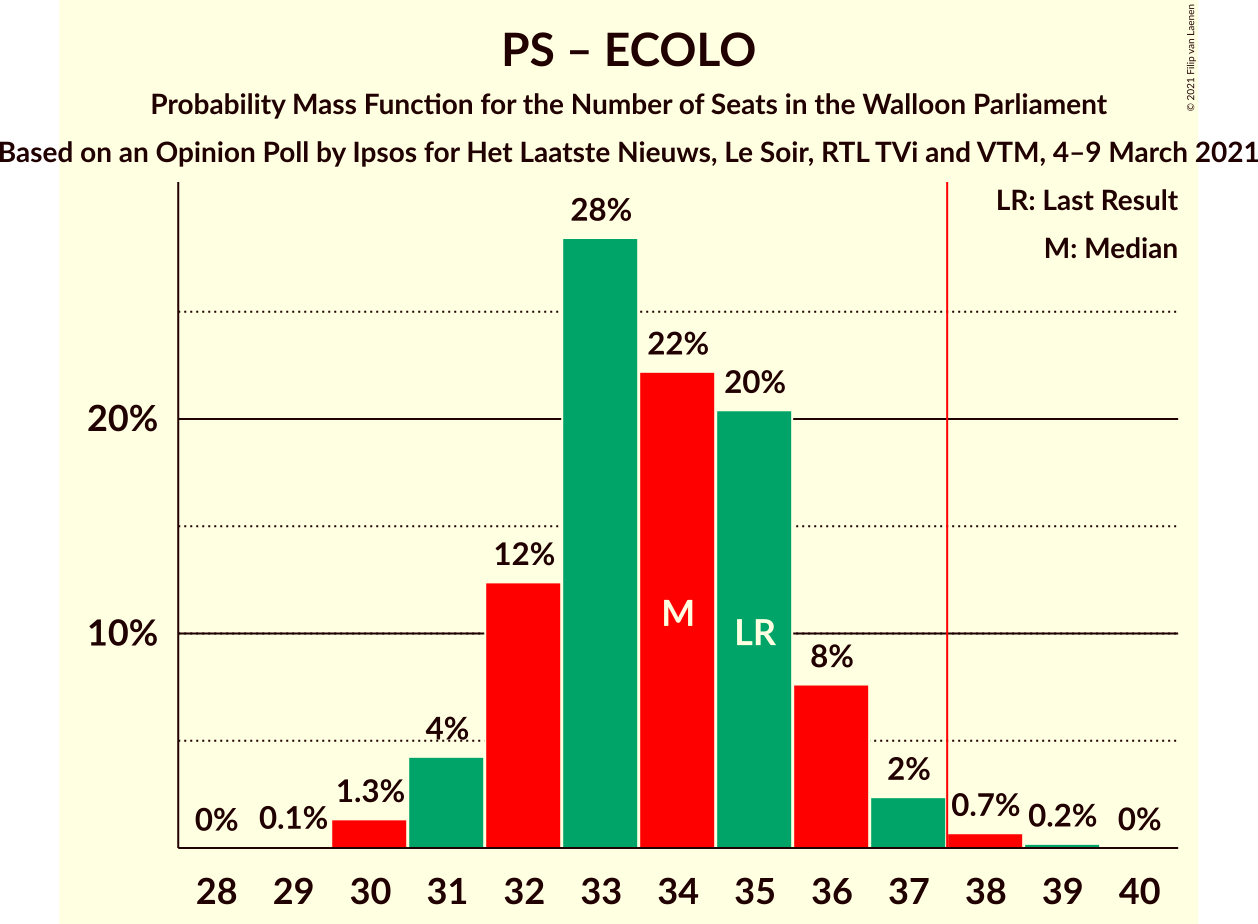 PS – ECOLO
Probability Mass Function for the Number of Seats in the Walloon Parliament
Based on an Opinion Poll by Ipsos for Het Laatste Nieuws, Le Soir, RTL TVi and VTM, 4–9 March 2021
© 2021 Filip van Laenen
LR: Last Result
M: Median
28%
22%
20%
20%
12%
M
LR
10%
8%
4%
2%
1.3%
0.7%
0% 0.1% 0.2% 0%
28 29 30 31 32 33 34 35 36 37 38 39 40